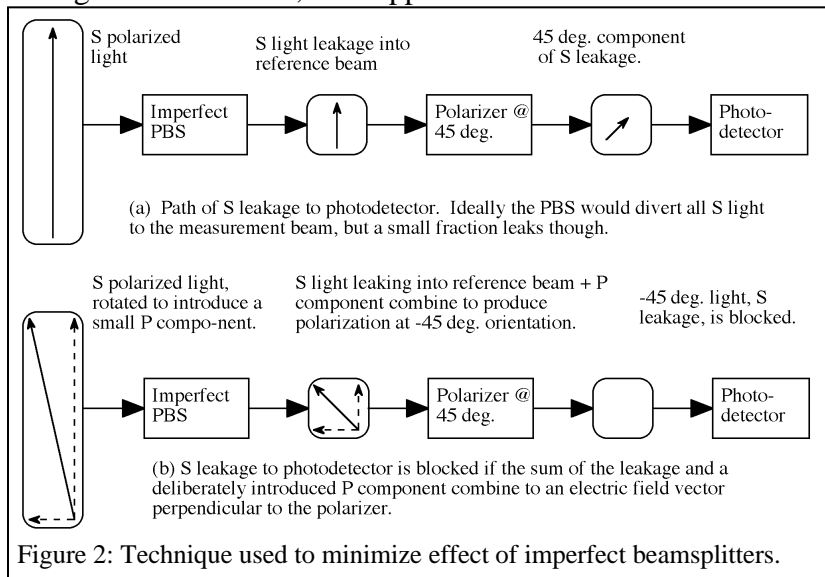 S polarized
light
S light leakage into
reference beam
45 deg. component
of S leakage.
Imperfect
PBS
Polarizer @
45 deg.
Photo-
detector
(a)  Path of S leakage to photodetector.  Ideally the PBS would divert all S light
to the measurement beam, but a small fraction leaks though.
S polarized light,
rotated to introduce a
small P compo-nent.
S light leaking into reference beam + P
component combine to produce
polarization at -45 deg. orientation.
-45 deg. light, S
leakage, is blocked.
Imperfect
PBS
Polarizer @
45 deg.
Photo-
detector
(b) S leakage to photodetector is blocked if the sum of the leakage and a
deliberately introduced P component combine to an electric field vector
perpendicular to the polarizer.
Figure 2: Technique used to minimize effect of imperfect beamsplitters.